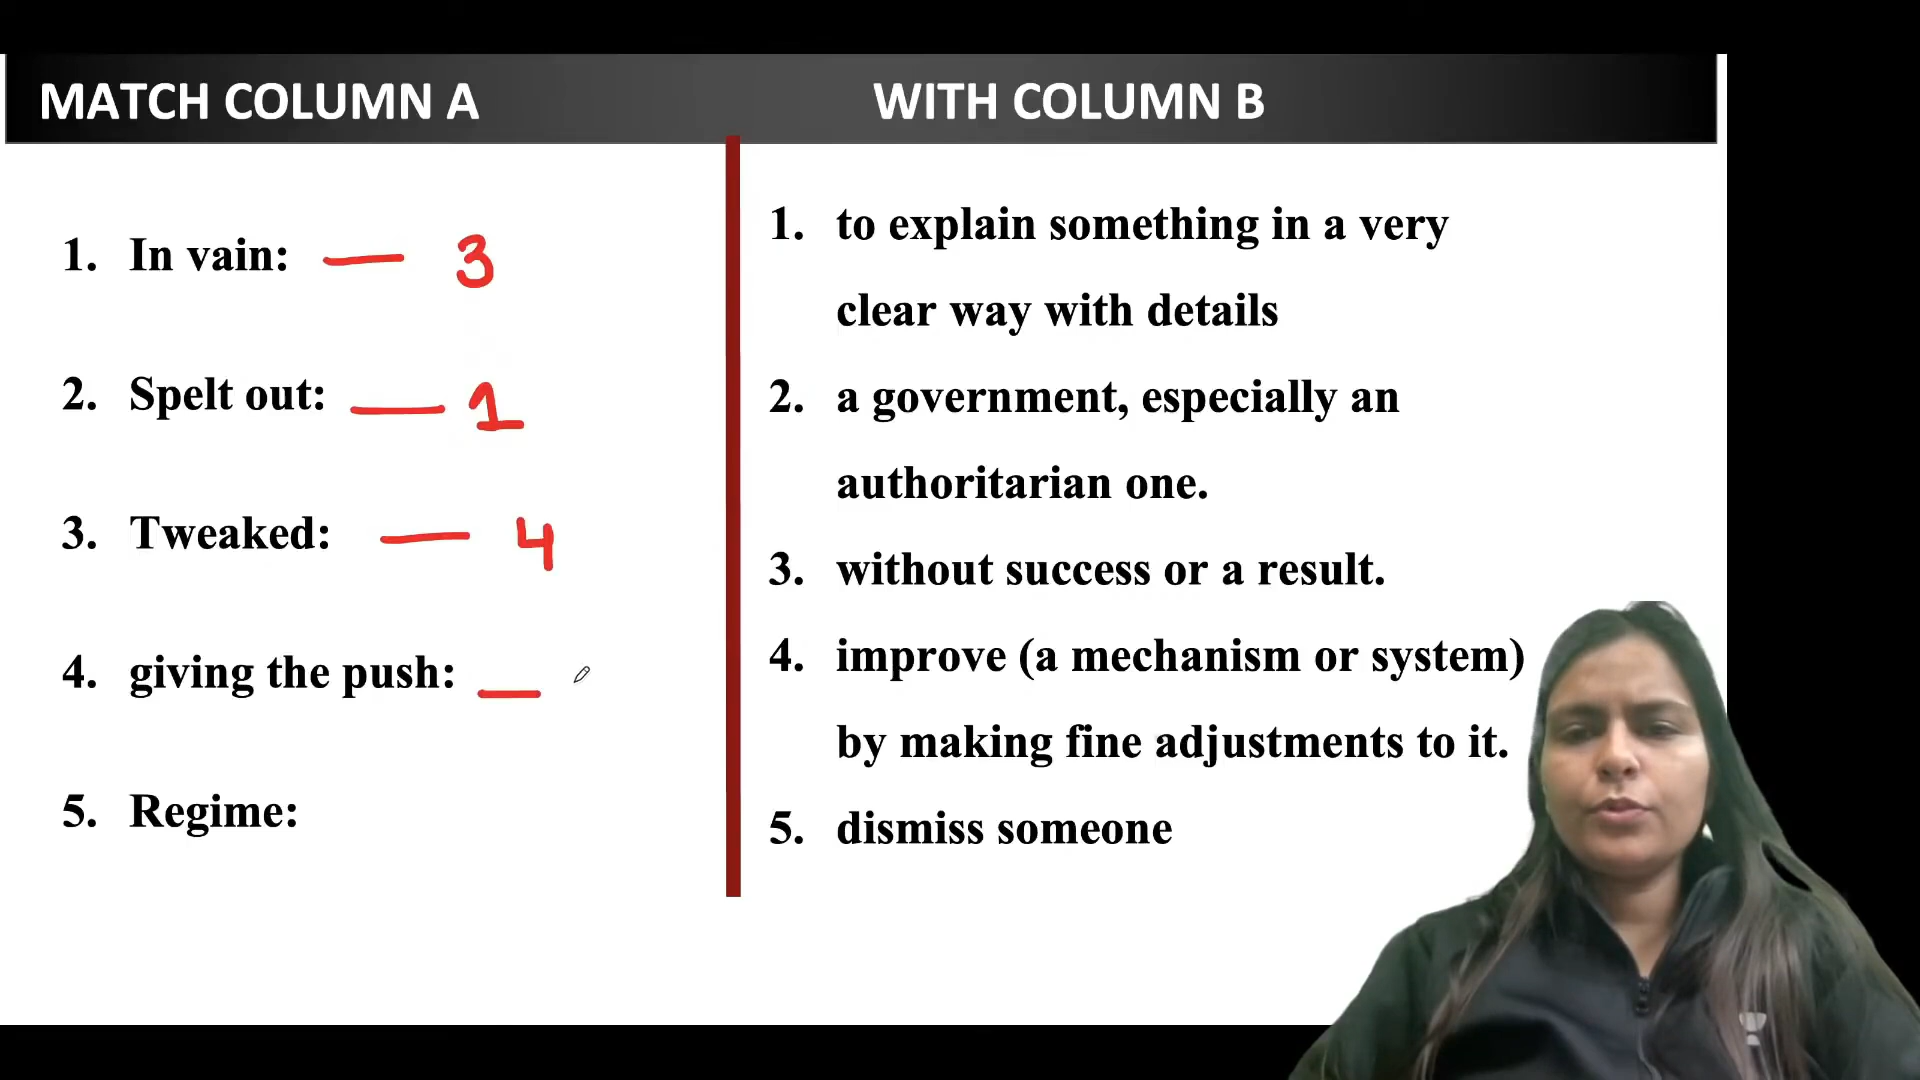 MATCH COLUMN A
WITH COLUMN B
1. In vain: — 3
2. Spelt out: — 1
3. Tweaked: — 4
4. giving the push: —
5. Regime:
1. to explain something in a very
clear way with details
2. a government, especially an
authoritarian one.
3. without success or a result.
4. improve (a mechanism or system)
by making fine adjustments to it.
5. dismiss someone